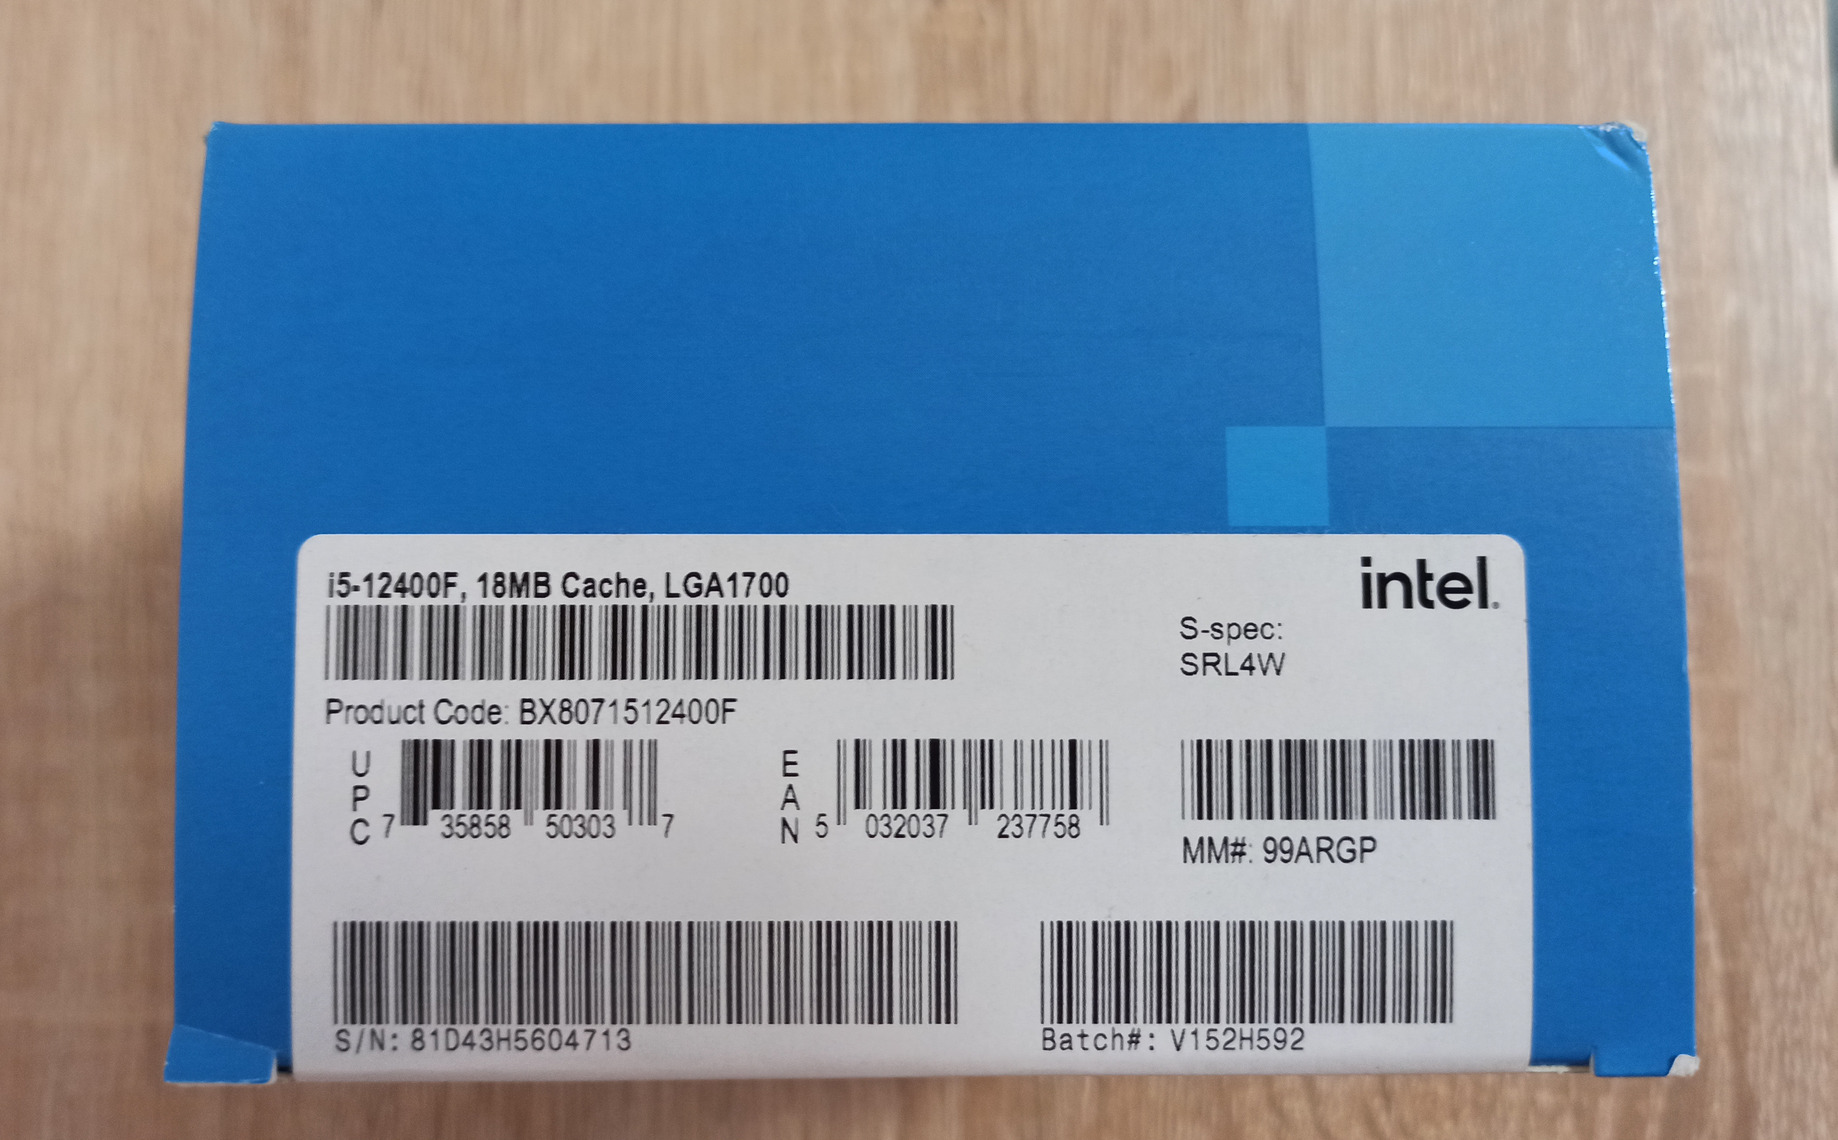 i5-12400F, 18MB Cache, LGA1700
intel.
S-spec:
SRL4W
Product Code: BX8071512400F
UPC 7 35858 50303 7
EAN 5 032037 237758
MM#: 99ARGP
S/N: 81D43H5604713
Batch#: V152H592